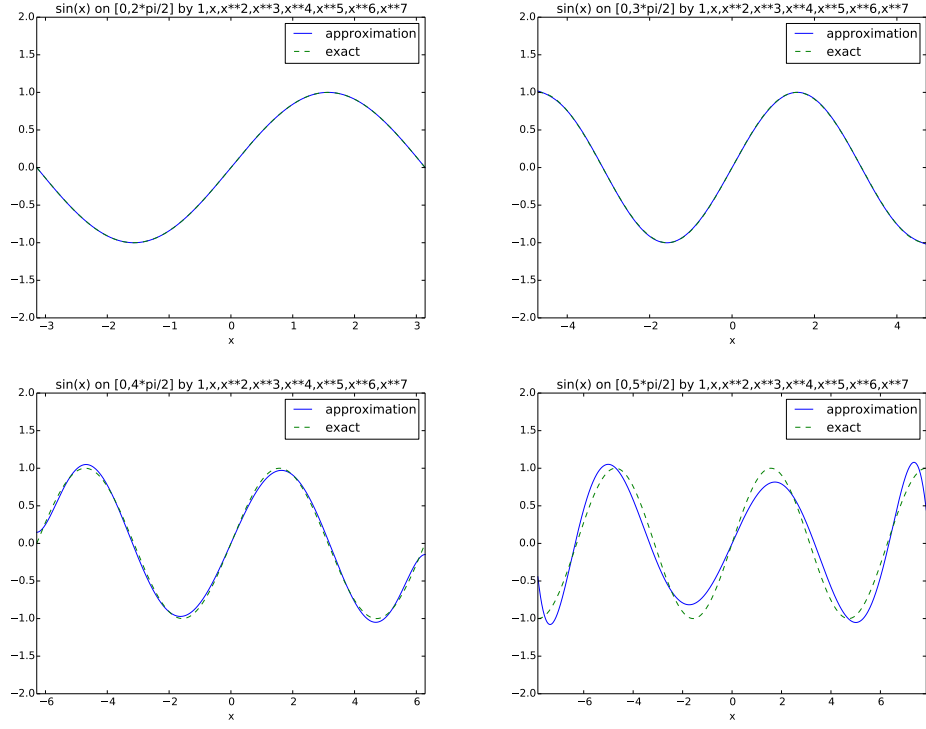 sin(x) on [0,2*pi/2] by 1,x,x**2,x**3,x**4,x**5,x**6,x**7
2.0
approximation
exact
1.5
1.0
0.5
0.0
−0.5
−1.0
−1.5
−2.0
−3 −2 −1 0 1 2 3
x
sin(x) on [0,3*pi/2] by 1,x,x**2,x**3,x**4,x**5,x**6,x**7
2.0
approximation
exact
1.5
1.0
0.5
0.0
−0.5
−1.0
−1.5
−2.0
−4 −2 0 2 4
x
sin(x) on [0,4*pi/2] by 1,x,x**2,x**3,x**4,x**5,x**6,x**7
2.0
approximation
exact
1.5
1.0
0.5
0.0
−0.5
−1.0
−1.5
−2.0
−6 −4 −2 0 2 4 6
x
sin(x) on [0,5*pi/2] by 1,x,x**2,x**3,x**4,x**5,x**6,x**7
2.0
approximation
exact
1.5
1.0
0.5
0.0
−0.5
−1.0
−1.5
−2.0
−6 −4 −2 0 2 4 6
x